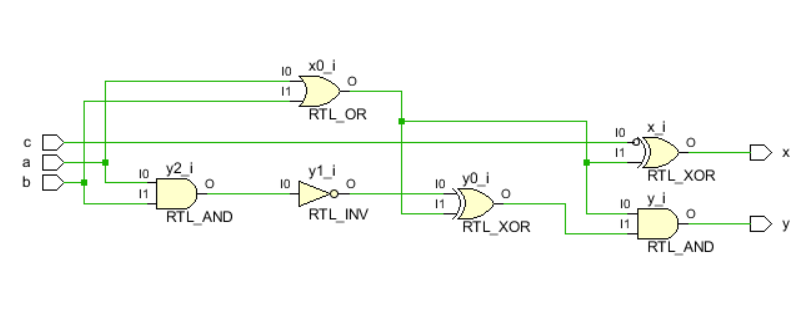 x0_i
I0
O
I1
RTL_OR
c
a
b
I0
x_i
O
I1
RTL_XOR
x
y2_i
I0
O
I1
RTL_AND
y1_i
I0
O
RTL_INV
y0_i
I0
O
I1
RTL_XOR
y_i
I0
O
I1
RTL_AND
y